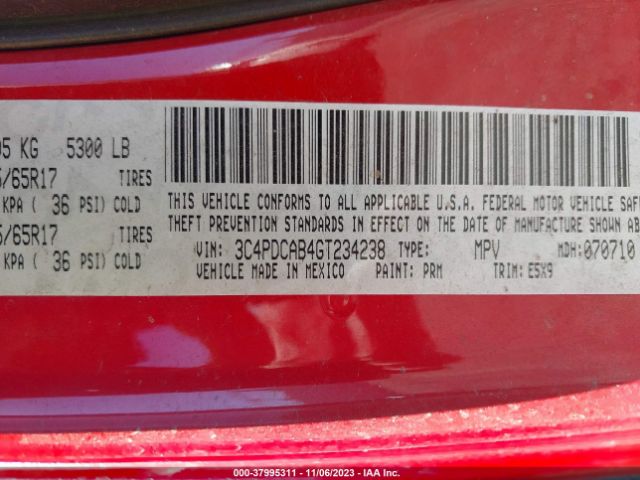 05 KG 5300 LB
5/65R17 TIRES
KPA ( 36 PSI) COLD
5/65R17 TIRES
KPA ( 36 PSI) COLD
THIS VEHICLE CONFORMS TO ALL APPLICABLE U.S.A. FEDERAL MOTOR VEHICLE SAF
THEFT PREVENTION STANDARDS IN EFFECT ON THE DATE OF MANUFACTURE SHOWN AB
VIN: 3C4PDCAB4GT234238 TYPE: MPV MDH: 070710
VEHICLE MADE IN MEXICO PAINT: PRM TRIM: E5X9
000-37995311 - 11/06/2023 - IAA Inc.